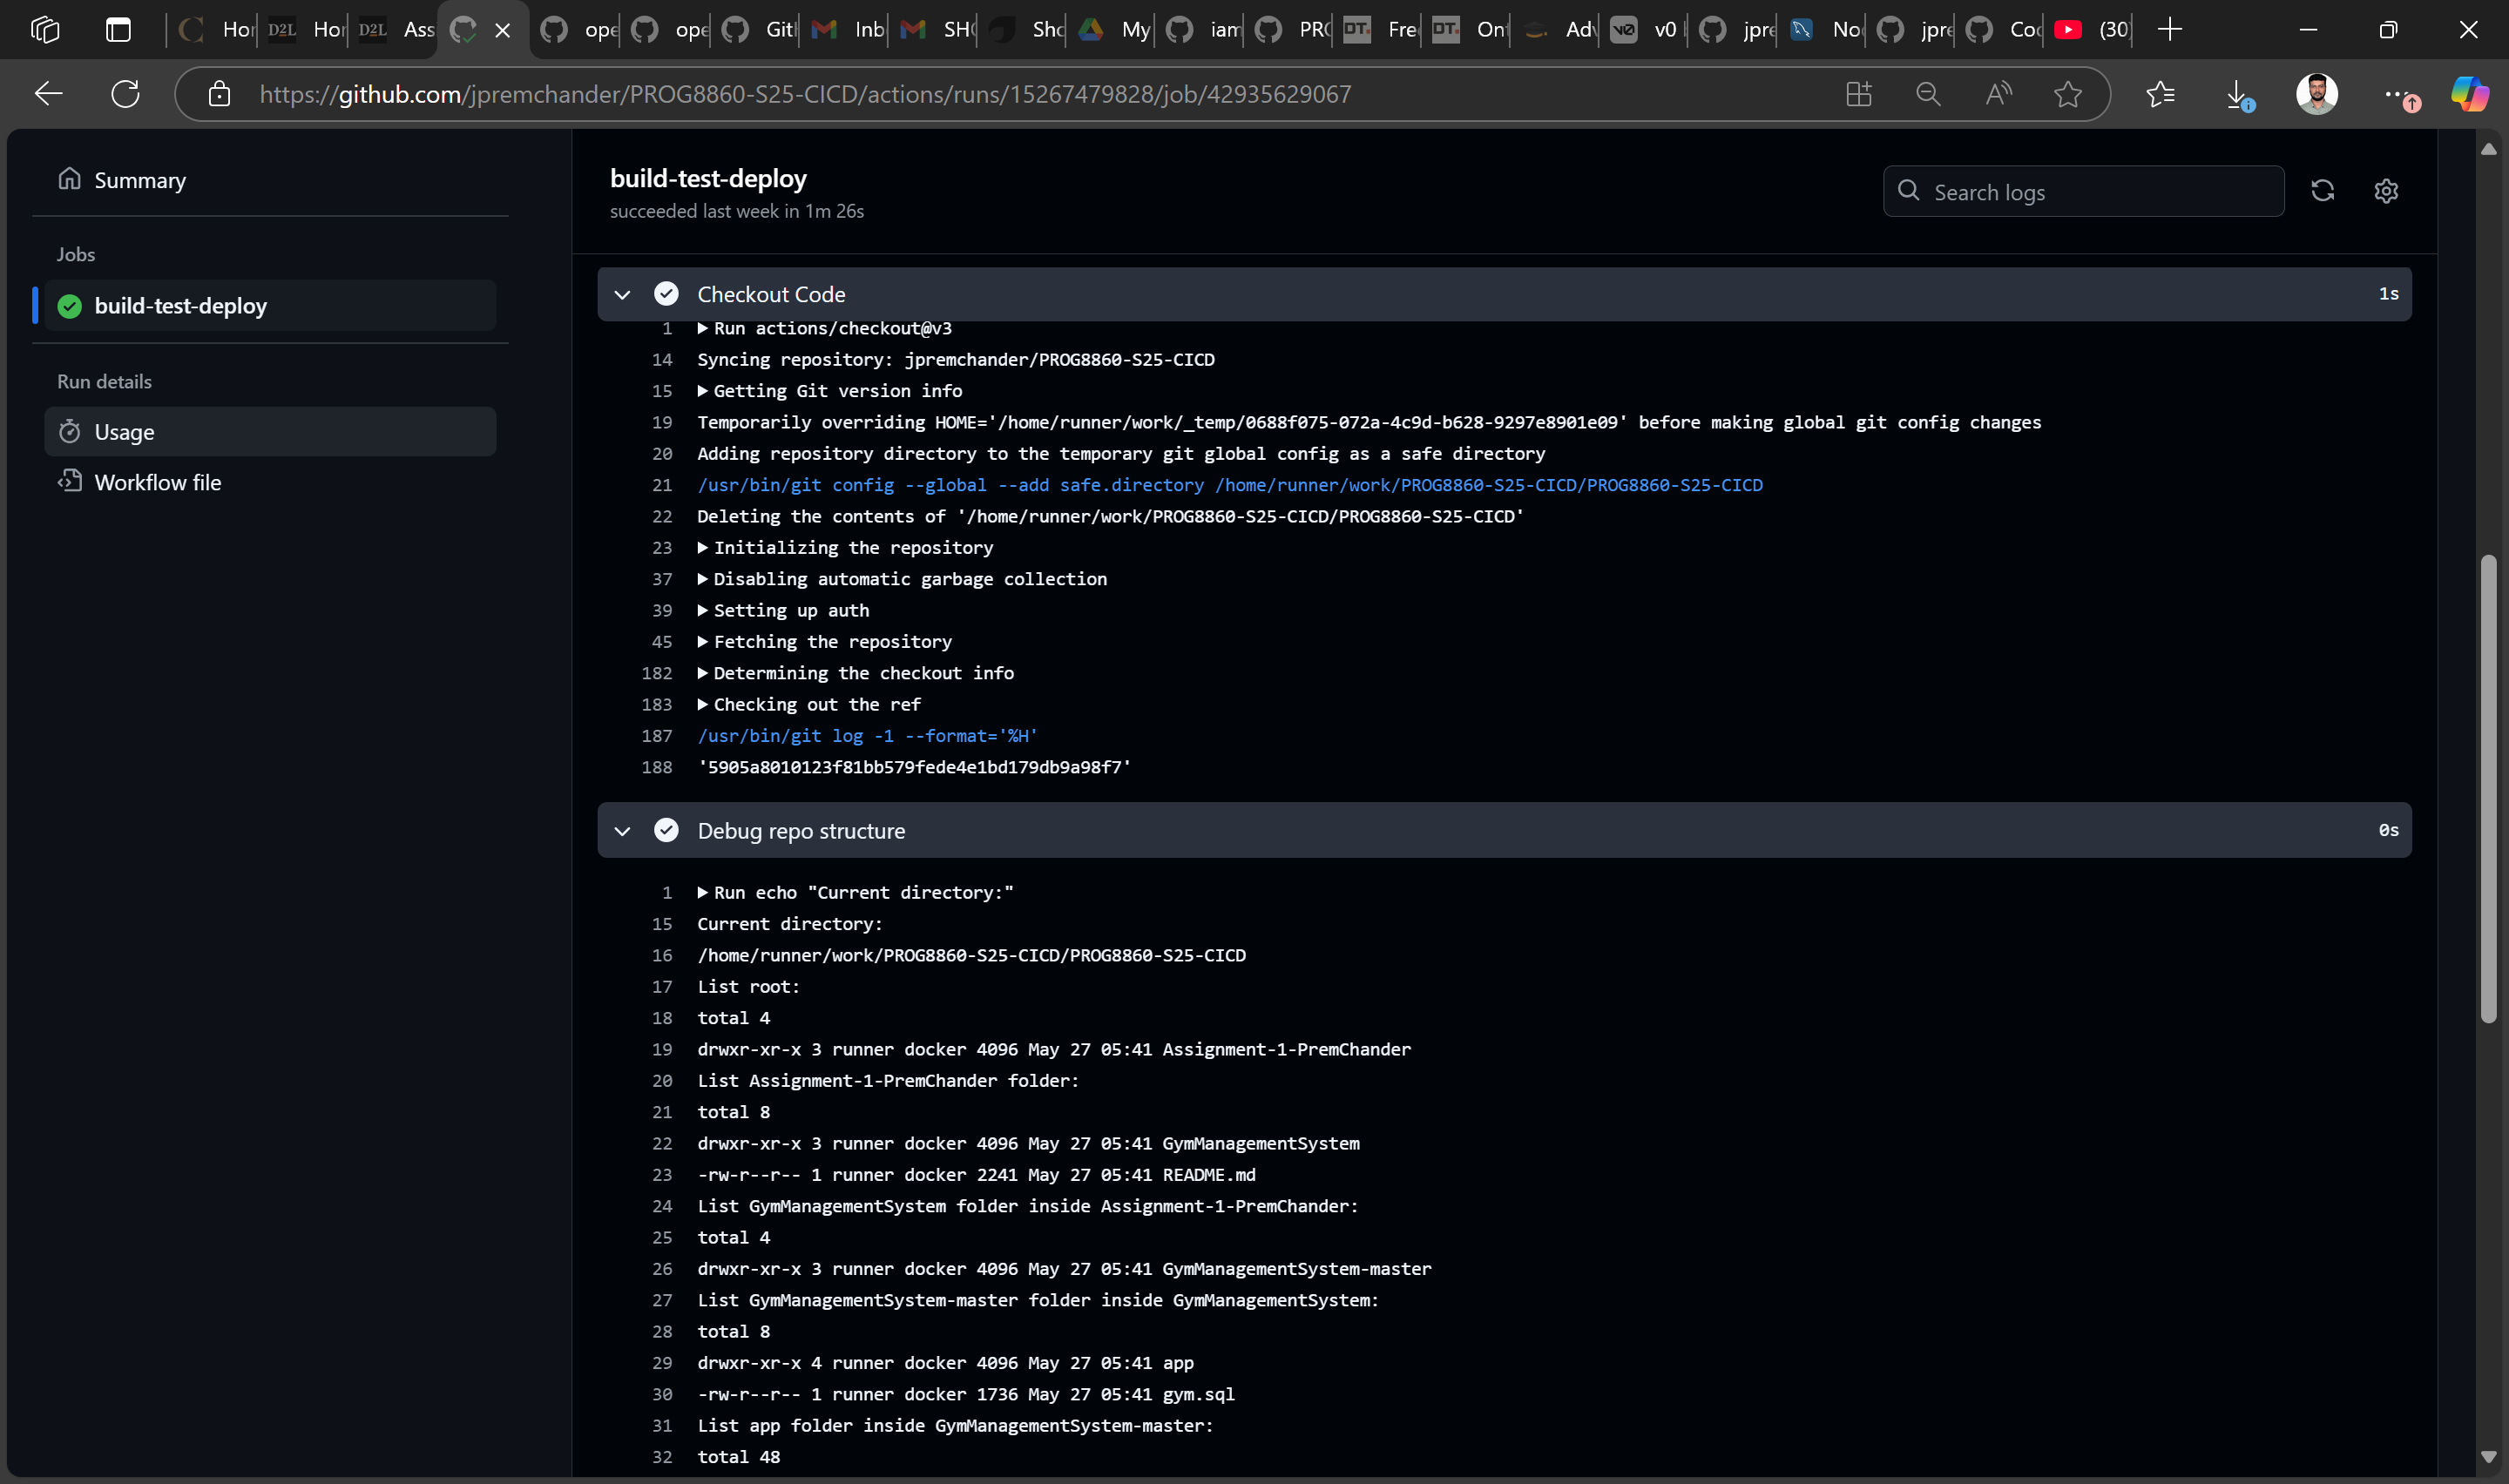 Hor
D2L Hor
D2L Ass
ope
ope
Git
Inb
SH
Sho
My
iam
PR
DT. Fre
DT. On
Ad
v0 v0
jpre
No
jpre
Co
(30)
https://github.com/jpremchander/PROG8860-S25-CICD/actions/runs/15267479828/job/42935629067
Summary
Jobs
build-test-deploy
Run details
Usage
Workflow file
build-test-deploy
succeeded last week in 1m 26s
Search logs
Checkout Code 1s
1 Run actions/checkout@v3
14 Syncing repository: jpremchander/PROG8860-S25-CICD
15 Getting Git version info
19 Temporarily overriding HOME='/home/runner/work/_temp/0688f075-072a-4c9d-b628-9297e8901e09' before making global git config changes
20 Adding repository directory to the temporary git global config as a safe directory
21 /usr/bin/git config --global --add safe.directory /home/runner/work/PROG8860-S25-CICD/PROG8860-S25-CICD
22 Deleting the contents of '/home/runner/work/PROG8860-S25-CICD/PROG8860-S25-CICD'
23 Initializing the repository
37 Disabling automatic garbage collection
39 Setting up auth
45 Fetching the repository
182 Determining the checkout info
183 Checking out the ref
187 /usr/bin/git log -1 --format='%H'
188 '5905a8010123f81bb579fede4e1bd179db9a98f7'
Debug repo structure 0s
1 Run echo "Current directory:"
15 Current directory:
16 /home/runner/work/PROG8860-S25-CICD/PROG8860-S25-CICD
17 List root:
18 total 4
19 drwxr-xr-x 3 runner docker 4096 May 27 05:41 Assignment-1-PremChander
20 List Assignment-1-PremChander folder:
21 total 8
22 drwxr-xr-x 3 runner docker 4096 May 27 05:41 GymManagementSystem
23 -rw-r--r-- 1 runner docker 2241 May 27 05:41 README.md
24 List GymManagementSystem folder inside Assignment-1-PremChander:
25 total 4
26 drwxr-xr-x 3 runner docker 4096 May 27 05:41 GymManagementSystem-master
27 List GymManagementSystem-master folder inside GymManagementSystem:
28 total 8
29 drwxr-xr-x 4 runner docker 4096 May 27 05:41 app
30 -rw-r--r-- 1 runner docker 1736 May 27 05:41 gym.sql
31 List app folder inside GymManagementSystem-master:
32 total 48